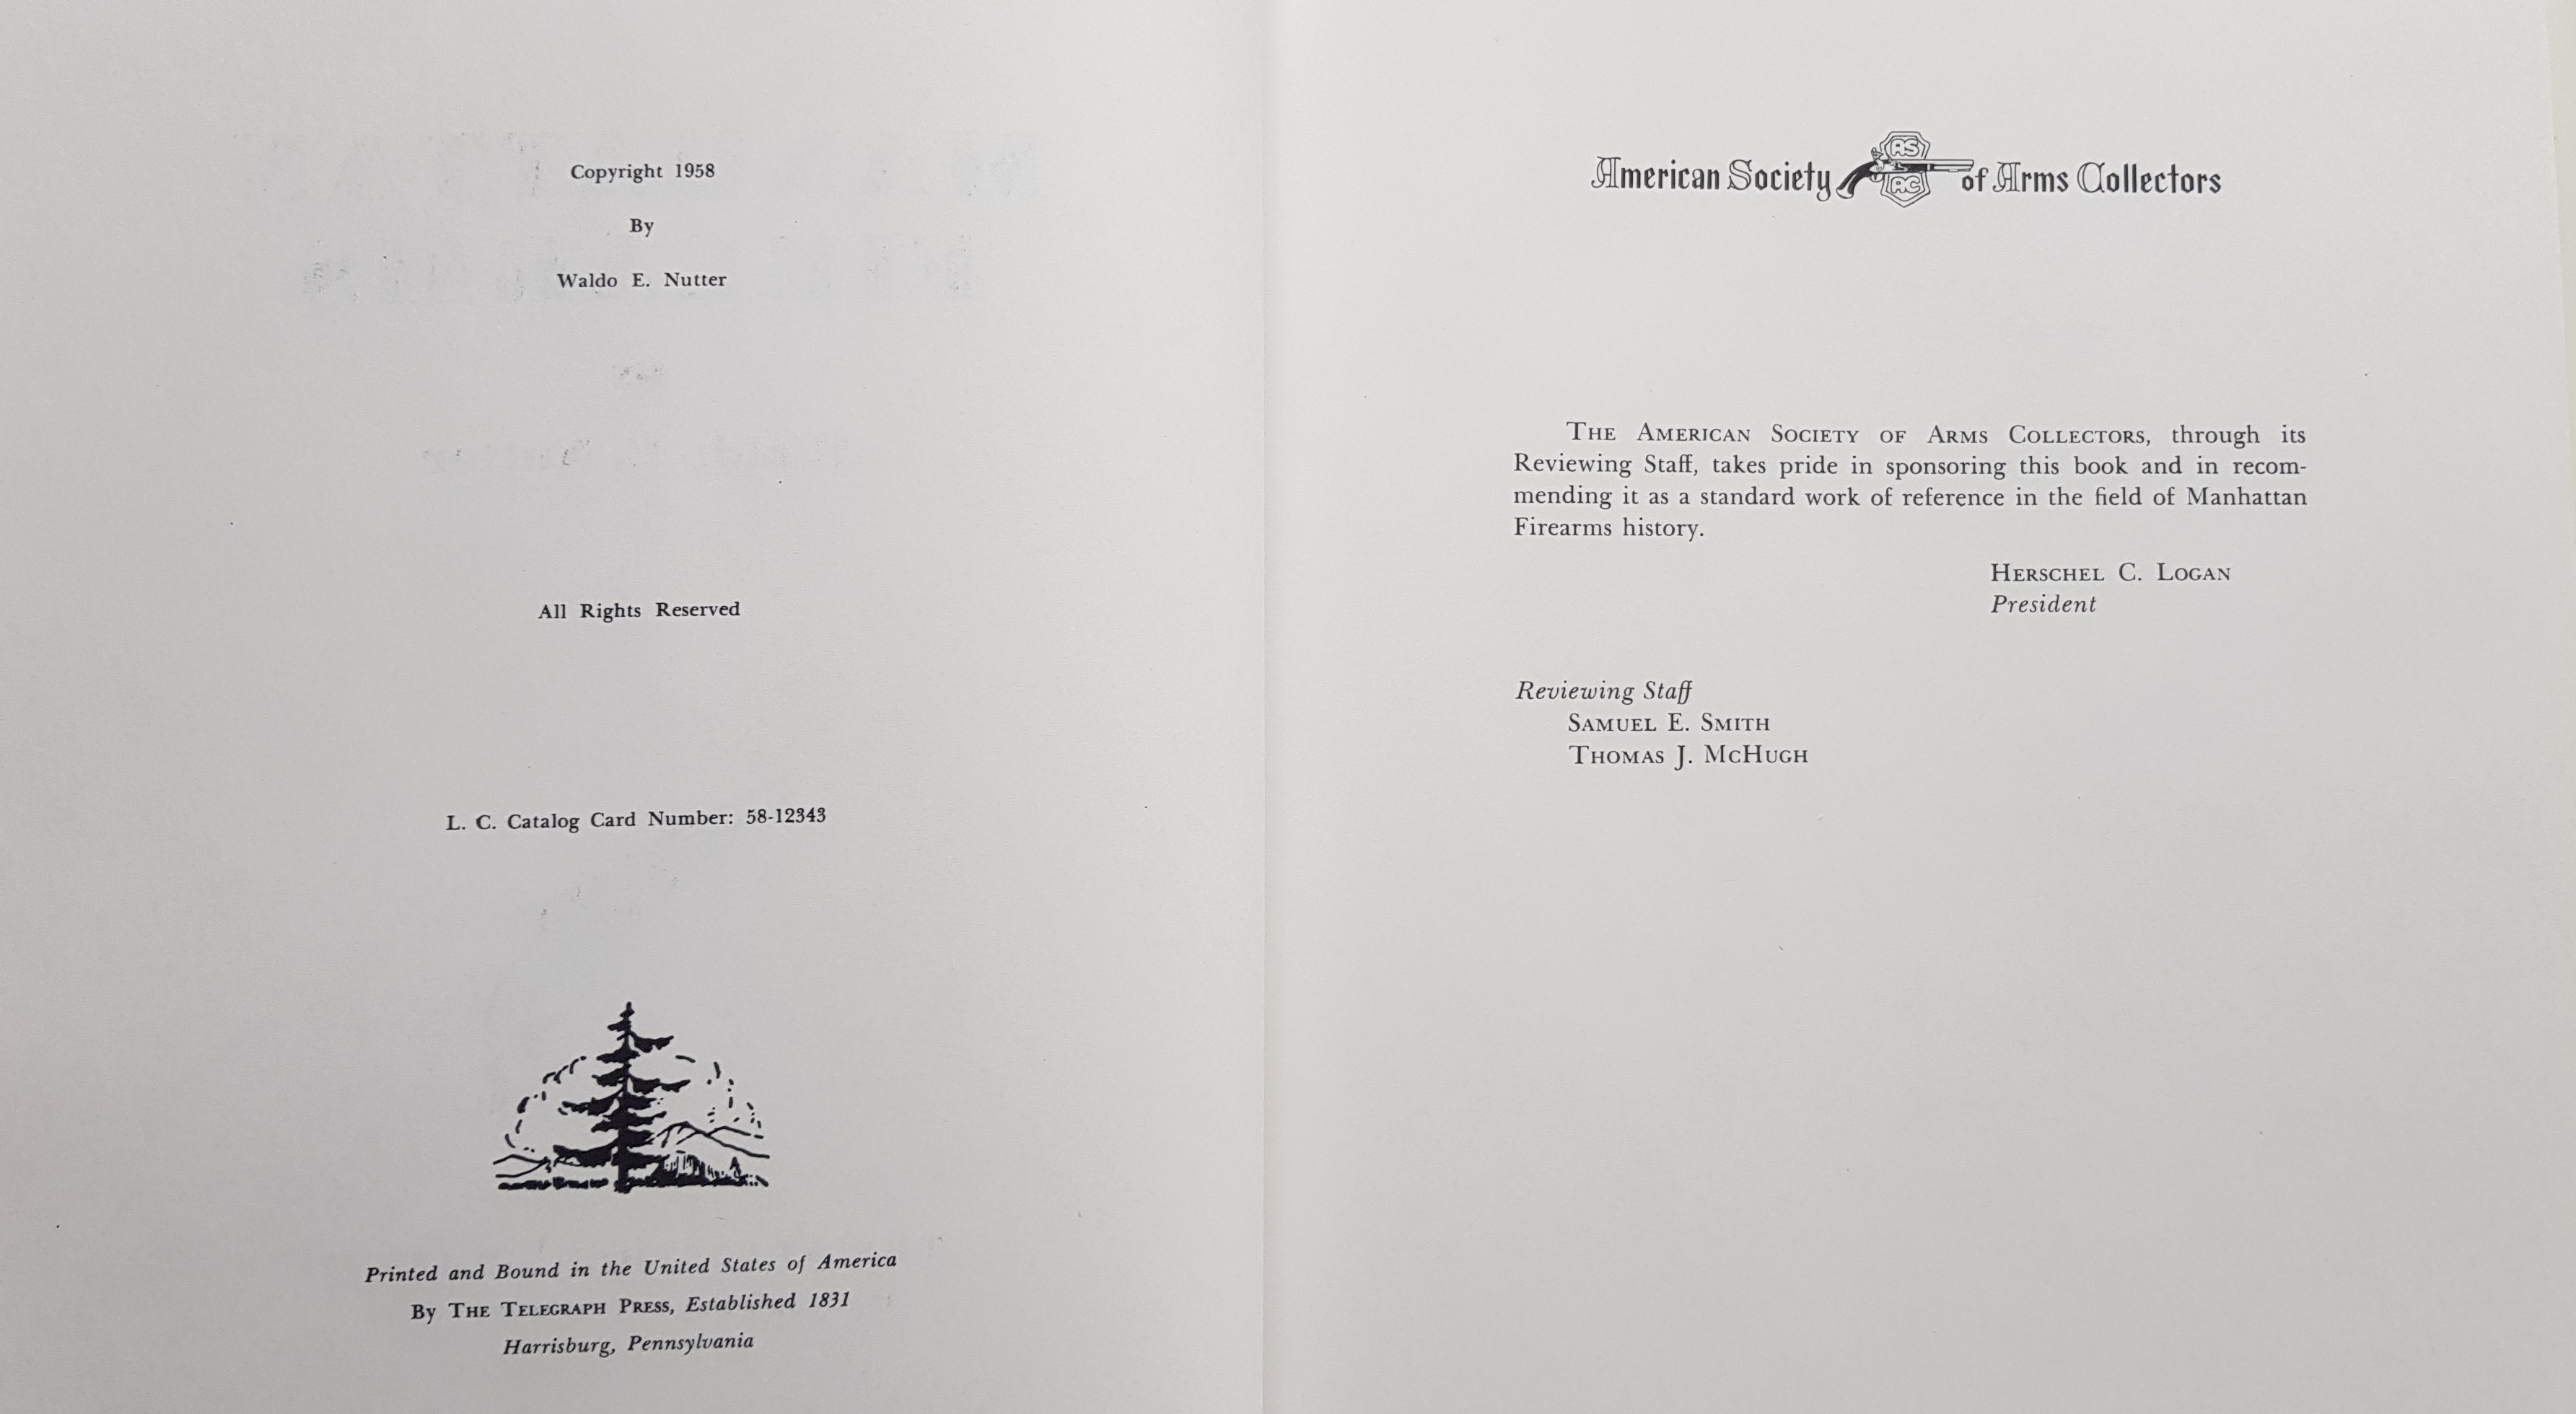 Copyright 1958
By
Waldo E. Nutter
All Rights Reserved
L. C. Catalog Card Number: 58-12343
Printed and Bound in the United States of America
By THE TELEGRAPH PRESS, Established 1831
Harrisburg, Pennsylvania
American Society AS AC of Arms Collectors
THE AMERICAN SOCIETY OF ARMS COLLECTORS, through its
Reviewing Staff, takes pride in sponsoring this book and in recom-
mending it as a standard work of reference in the field of Manhattan
Firearms history.
HERSCHEL C. LOGAN
President
Reviewing Staff
SAMUEL E. SMITH
THOMAS J. MCHUGH